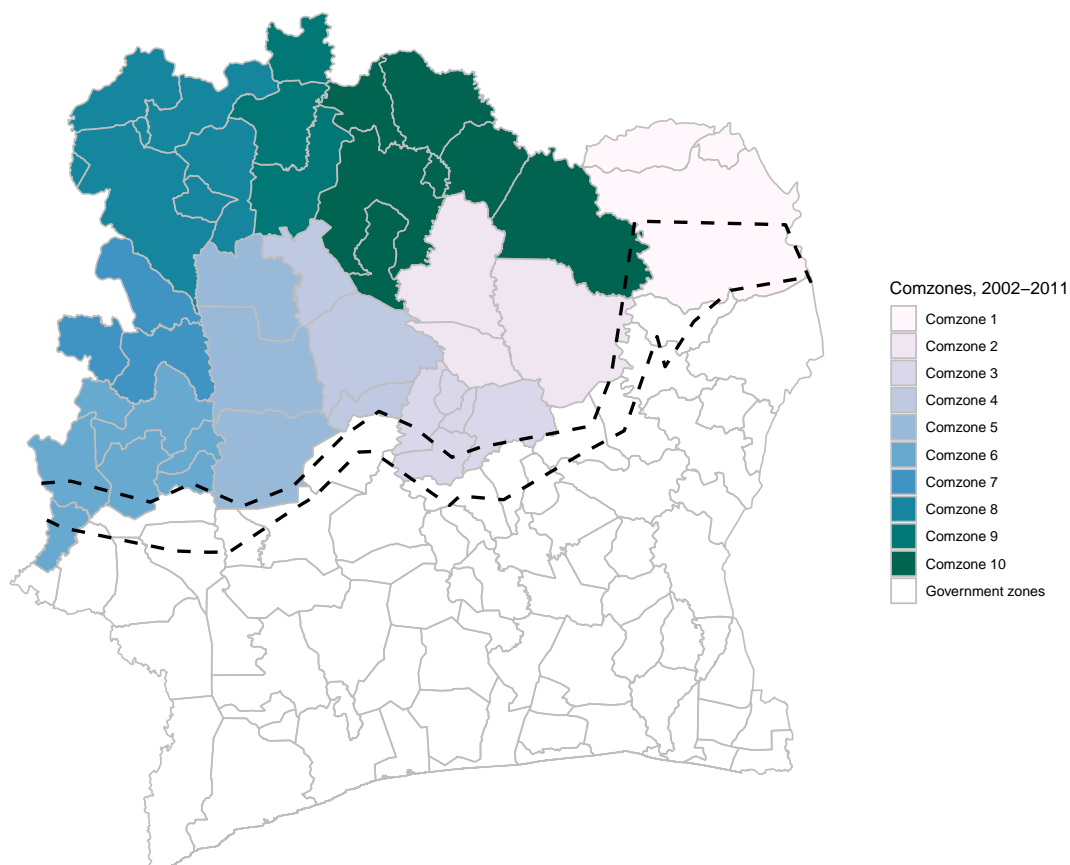 Comzones, 2002–2011
Comzone 1
Comzone 2
Comzone 3
Comzone 4
Comzone 5
Comzone 6
Comzone 7
Comzone 8
Comzone 9
Comzone 10
Government zones